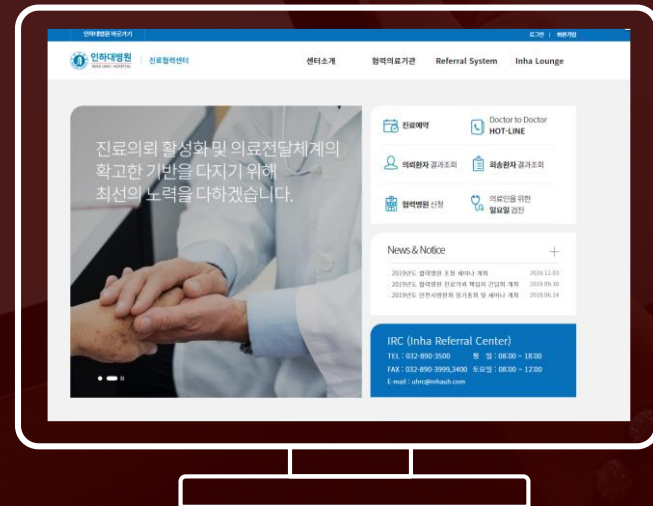 인하대병원 바로가기
로그인 | 회원가입
인하대병원
INHA UNIV. HOSPITAL
진료협력센터
센터소개
협력의료기관
Referral System
Inha Lounge
진료의뢰 활성화 및 의료전달체계의
확고한 기반을 다지기 위해
최선의 노력을 다하겠습니다.
진료예약
Doctor to Doctor
HOT-LINE
의뢰환자 결과조회
회송환자 결과조회
협력병원 신청
의료인을 위한
일요일 검진
News & Notice
2019년도 협력병원 초청 세미나 개최 2019.12.03
2019년도 협력병원 진료의뢰 책임자 간담회 개최 2019.09.30
2019년도 인천시병원회 정기총회 및 세미나 개최 2019.06.14
IRC (Inha Referral Center)
TEL : 032-890-3500 평 일 : 08:00 ~ 18:00
FAX : 032-890-3999,3400 토요일 : 08:00 ~ 12:00
E-mail : uhrc@inhauh.com